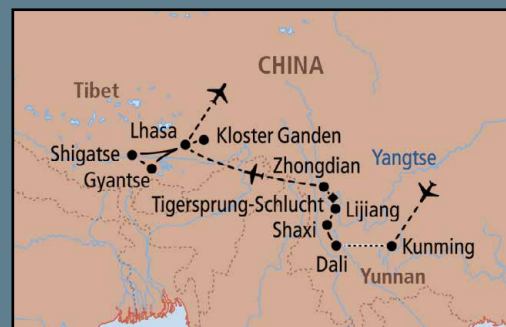 CHINA
Tibet
Lhasa
Kloster Ganden
Shigatse
Gyantse
Zhongdian
Yangtse
Tigersprung-Schlucht
Lijiang
Shaxi
Dali
Kunming
Yunnan